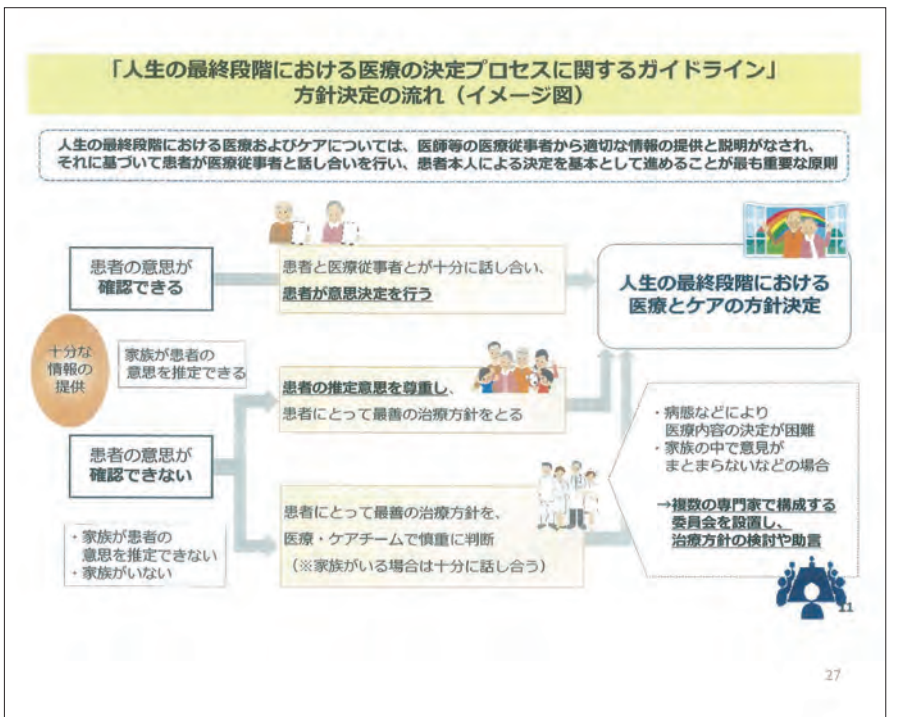 「人生の最終段階における医療の決定プロセスに関するガイドライン」
方針決定の流れ（イメージ図）
人生の最終段階における医療およびケアについては、医師等の医療従事者から適切な情報の提供と説明がなされ、
それに基づいて患者が医療従事者と話し合いを行い、患者本人による決定を基本として進めることが最も重要な原則
患者の意思が
確認できる
患者と医療従事者とが十分に話し合い、
患者が意思決定を行う
人生の最終段階における
医療とケアの方針決定
十分な
情報の
提供
家族が患者の
意思を推定できる
患者の推定意思を尊重し、
患者にとって最善の治療方針をとる
患者の意思が
確認できない
・家族が患者の
意思を推定できない
・家族がいない
患者にとって最善の治療方針を、
医療・ケアチームで慎重に判断
（※家族がいる場合は十分に話し合う）
・病態などにより
医療内容の決定が困難
・家族の中で意見が
まとまらないなどの場合
→複数の専門家で構成する
委員会を設置し、
治療方針の検討や助言
11
27